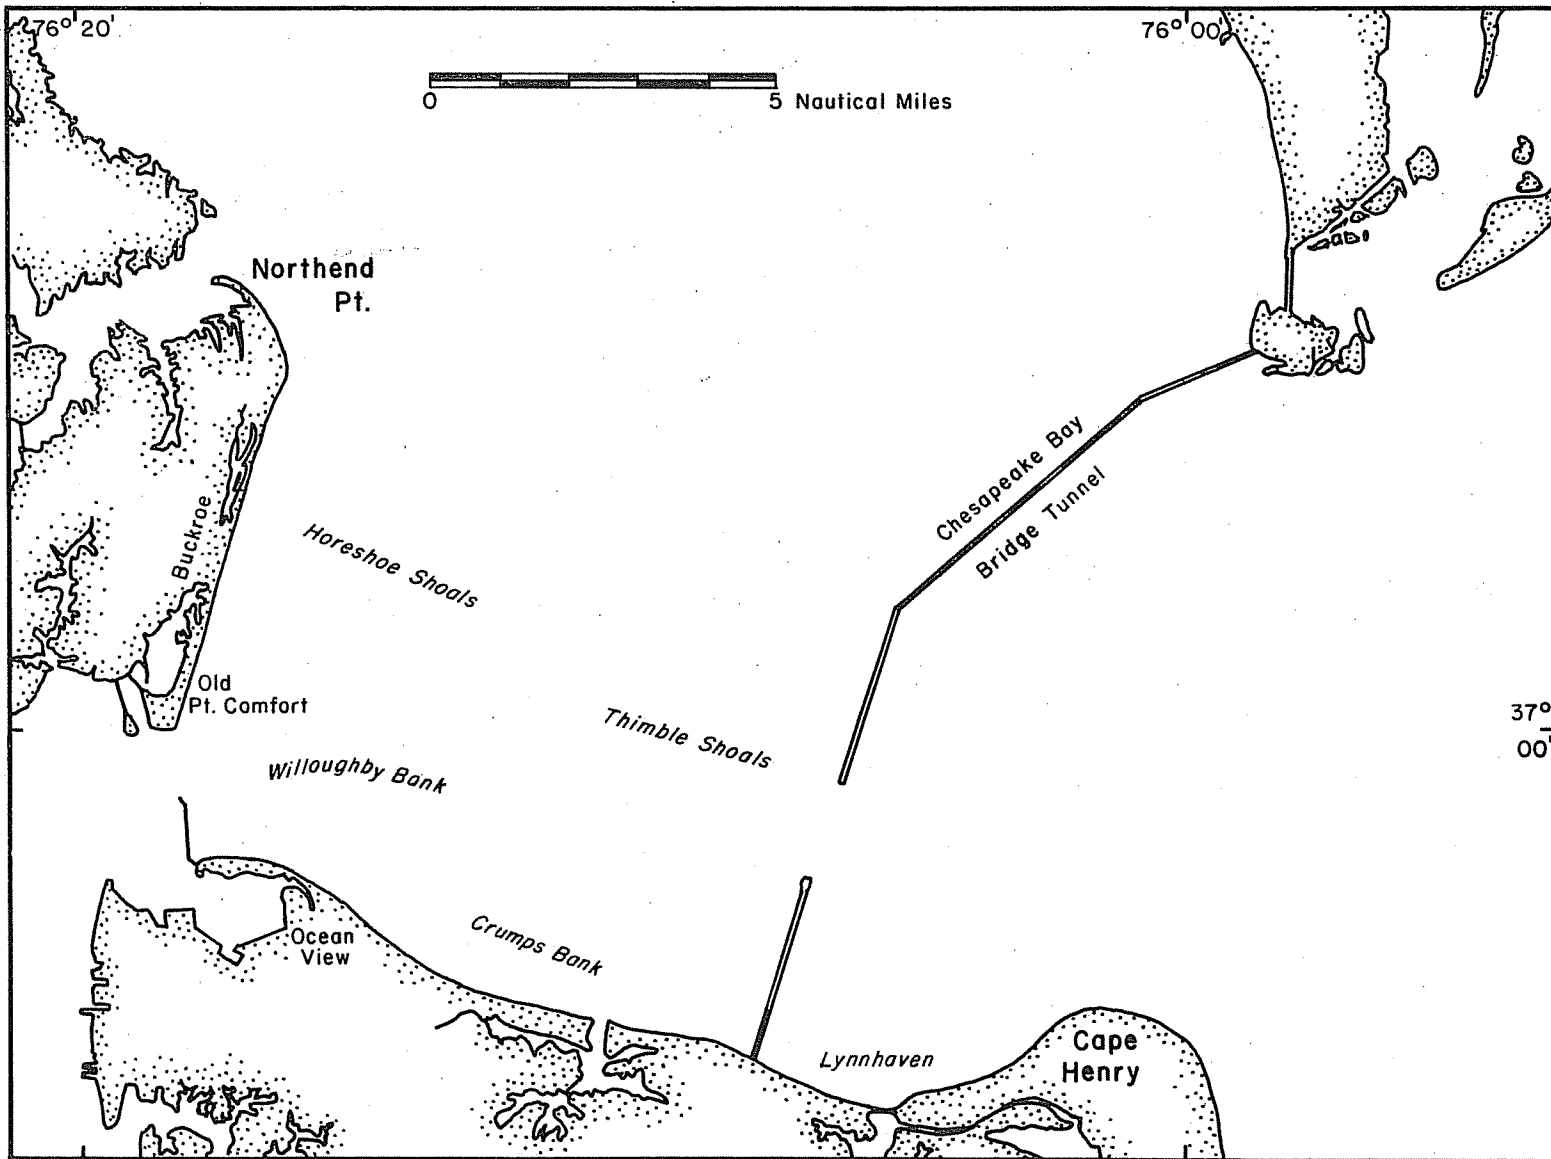 76° 20'
76° 00'
0
5 Nautical Miles
Northend
Pt.
Chesapeake Bay
Bridge Tunnel
Buckroe
Horeshoe Shoals
Old
Pt. Comfort
Thimble Shoals
37°
00'
Willoughby Bank
Ocean
View
Crumps Bank
Lynnhaven
Cape
Henry